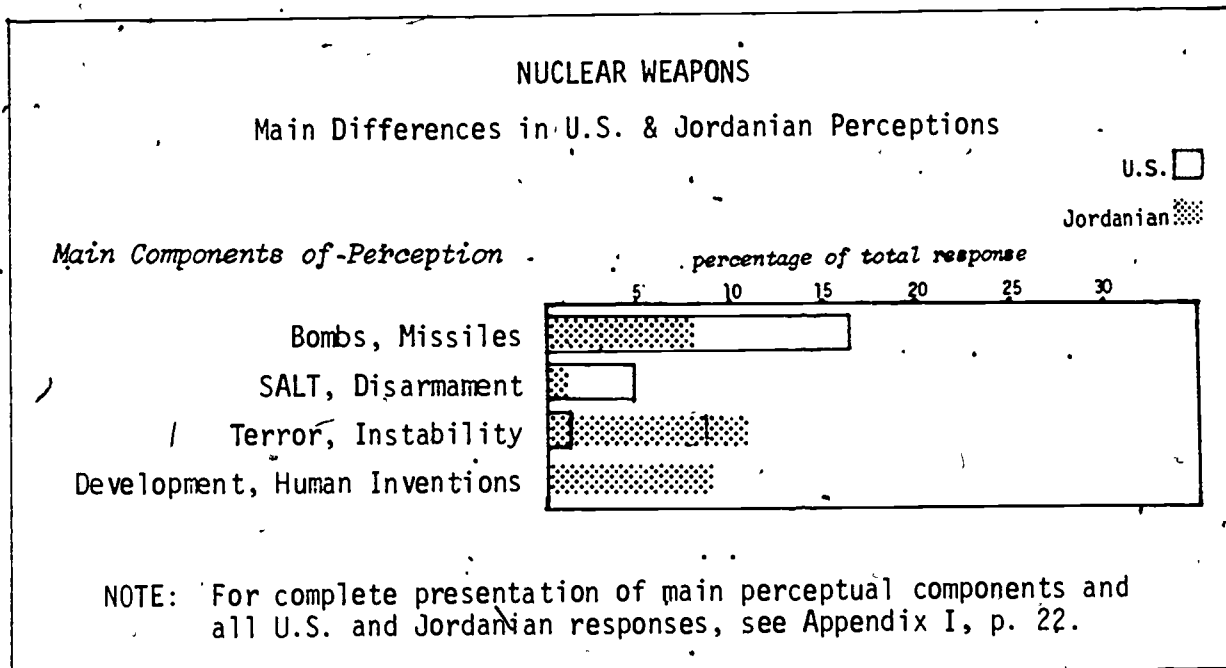 NUCLEAR WEAPONS
Main Differences in U.S. & Jordanian Perceptions
U.S.
Jordanian
Main Components of Perception
percentage of total response
5 10 15 20 25 30
Bombs, Missiles
SALT, Disarmament
Terror, Instability
Development, Human Inventions
NOTE: For complete presentation of main perceptual components and
all U.S. and Jordanian responses, see Appendix I, p. 22.